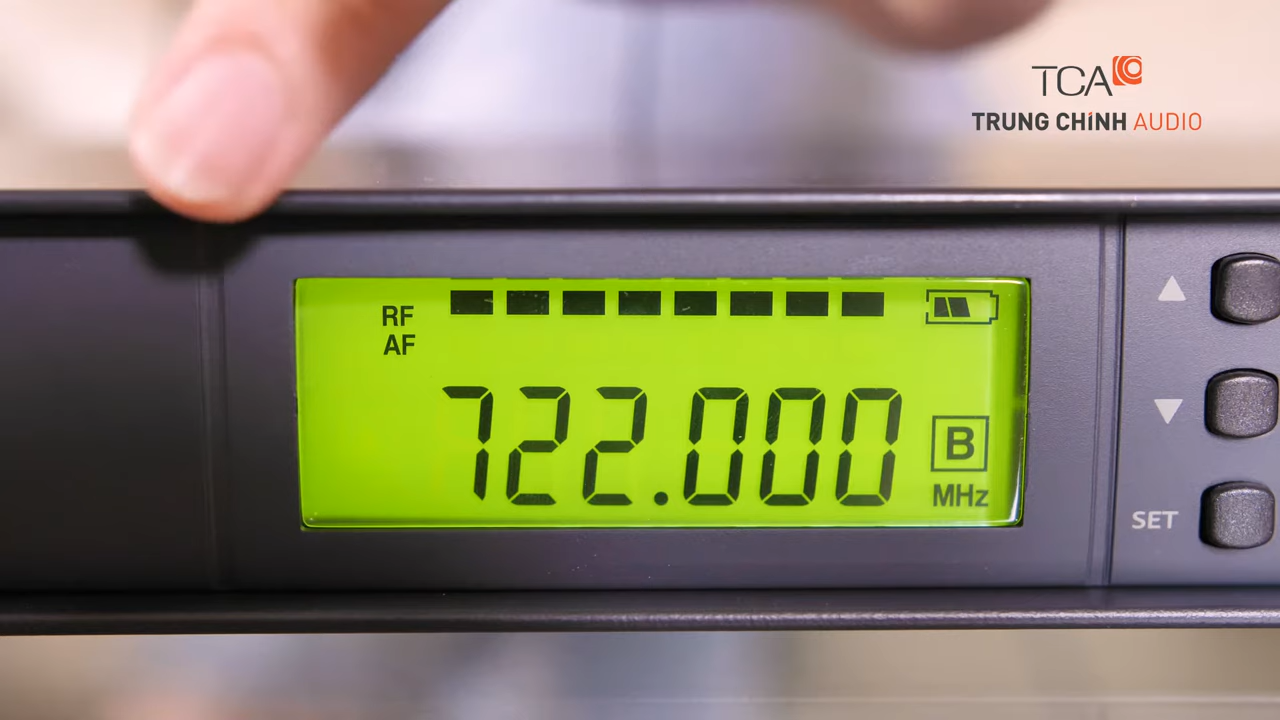 TCA
TRUNG CHÍNH AUDIO
RF
AF
722.000
B
MHz
SET